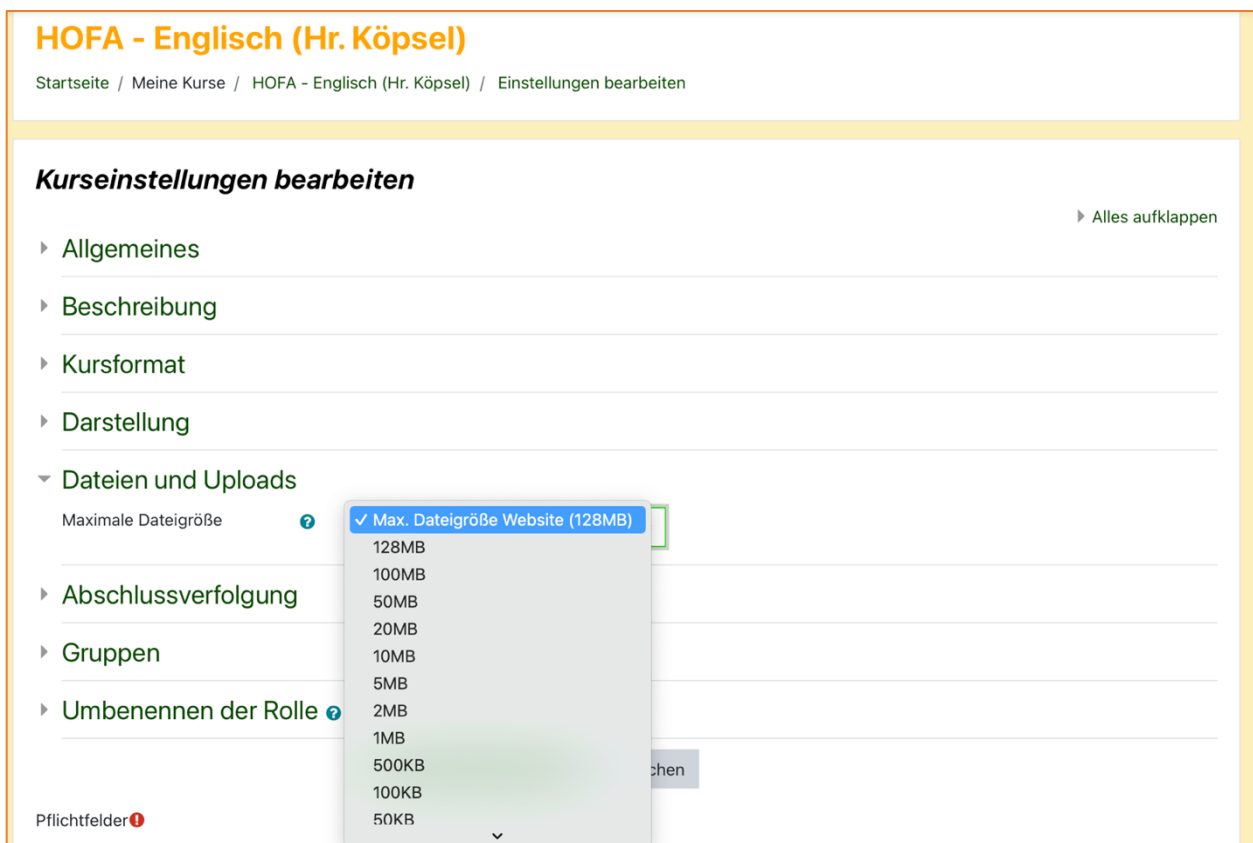 HOFA - Englisch (Hr. Köpsel)
Startseite / Meine Kurse / HOFA - Englisch (Hr. Köpsel) / Einstellungen bearbeiten
Kurseinstellungen bearbeiten
Alles aufklappen
Allgemeines
Beschreibung
Kursformat
Darstellung
Dateien und Uploads
Maximale Dateigröße
✓ Max. Dateigröße Website (128MB)
128MB
100MB
50MB
20MB
10MB
5MB
2MB
1MB
500KB
100KB
50KB
Abschlussverfolgung
Gruppen
Umbenennen der Rolle
Pflichtfelder